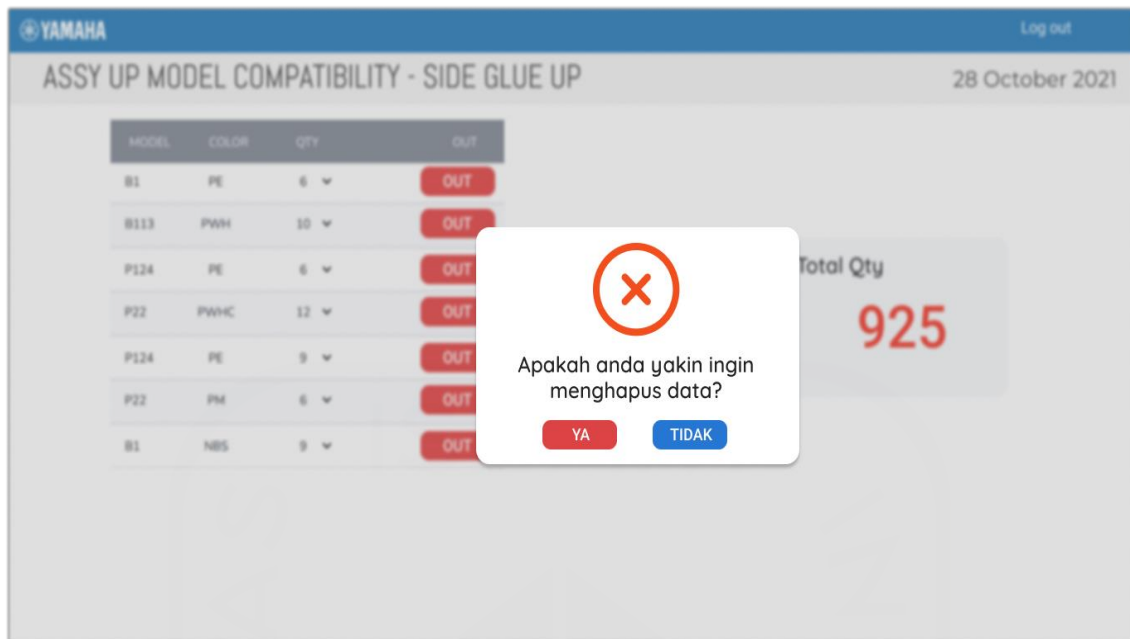 YAMAHA
Log out
ASSY UP MODEL COMPATIBILITY - SIDE GLUE UP
28 October 2021
MODEL COLOR QTY OUT
B1 PE 6 OUT
B113 PWH 10 OUT
P124 PE 6 OUT
P22 PWHC 12 OUT
P124 PE 9 OUT
P22 PM 6 OUT
B1 NBS 9 OUT
Total Qty
925
Apakah anda yakin ingin
menghapus data?
YA TIDAK